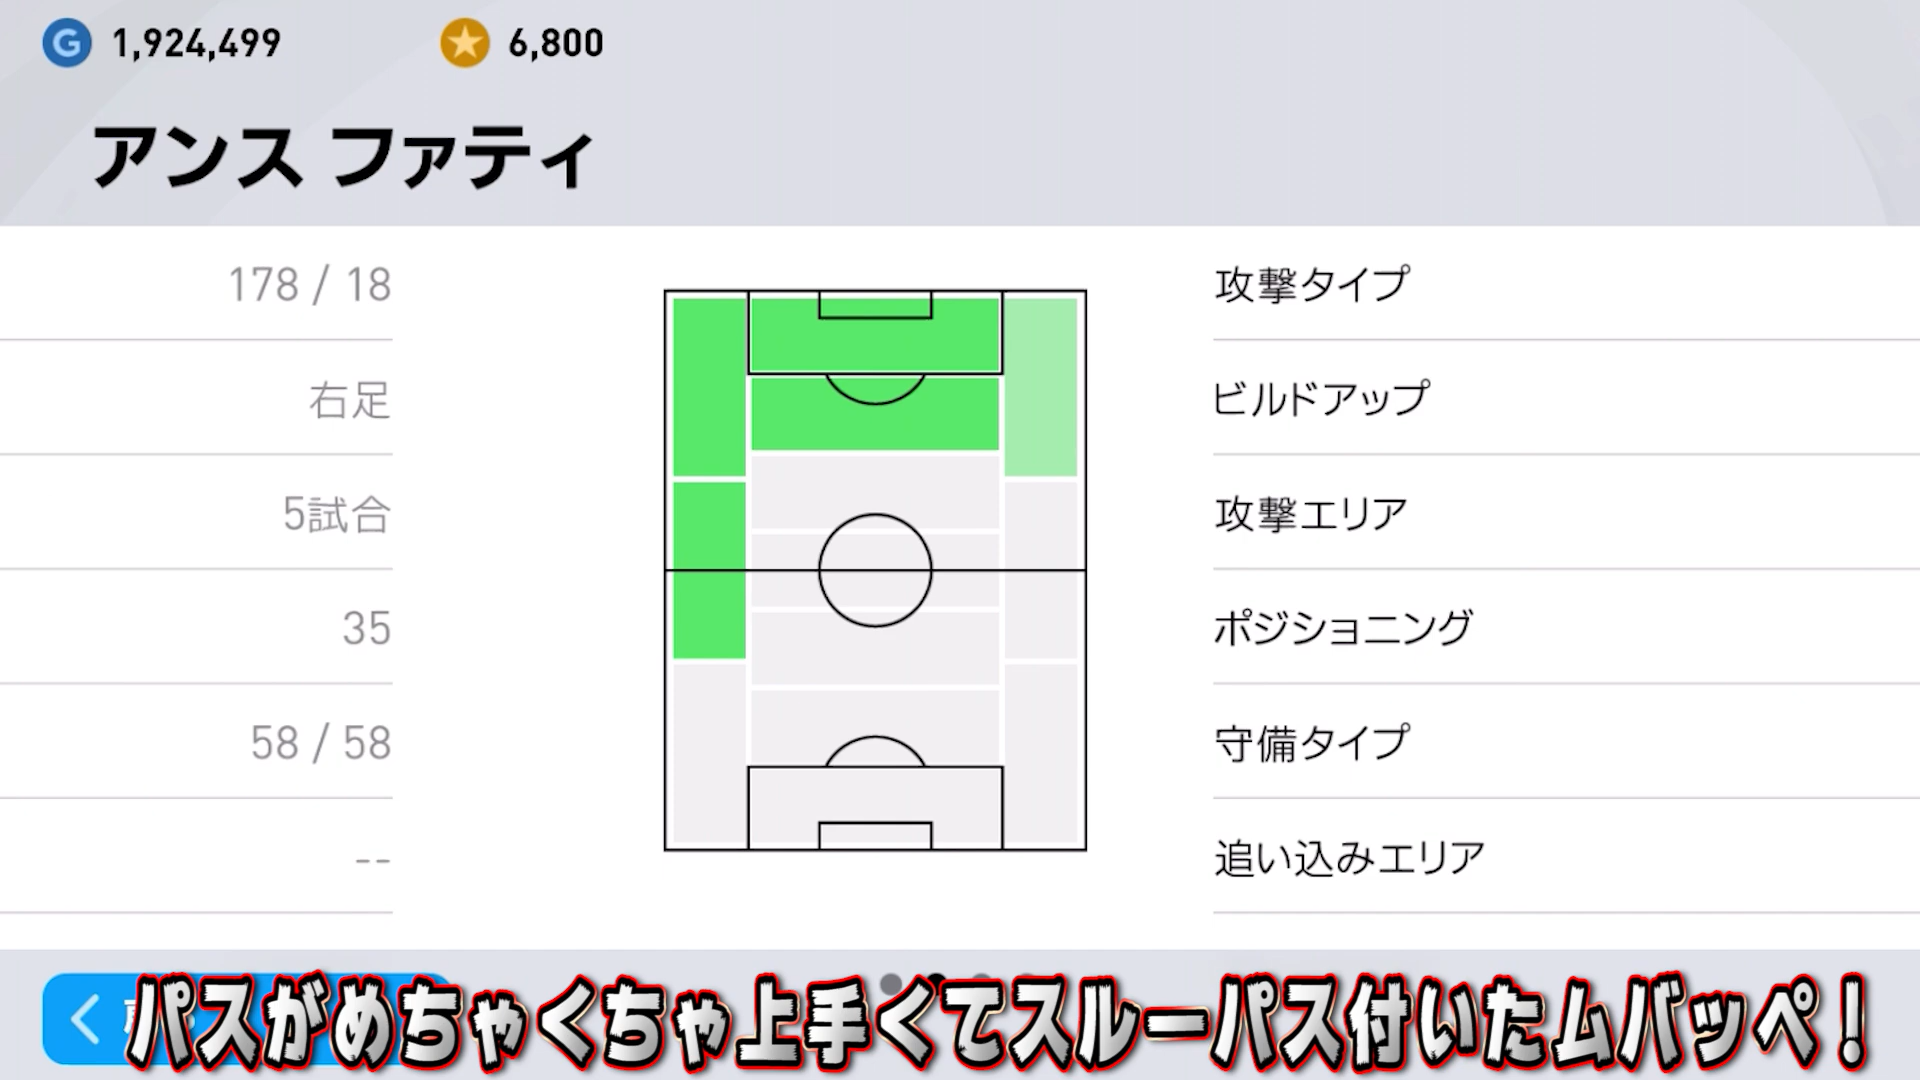 G 1,924,499 6,800
アンス ファティ
178 / 18
右足
5試合
35
58 / 58
--
攻撃タイプ
ビルドアップ
攻撃エリア
ポジショニング
守備タイプ
追い込みエリア
パスがめちゃくちゃ上手くてスルーパス付いたムバッペ！